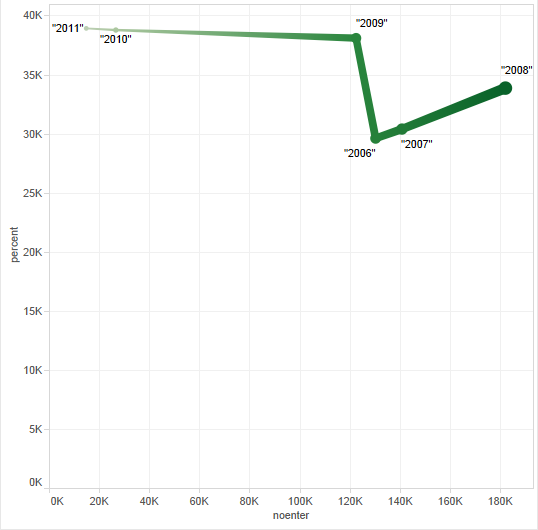 40K
"2009"
"2011"
"2010"
"2008"
35K
30K
"2006"
"2007"
25K
20K
percent
15K
10K
5K
0K
0K 20K 40K 60K 80K 100K 120K 140K 160K 180K
noenter